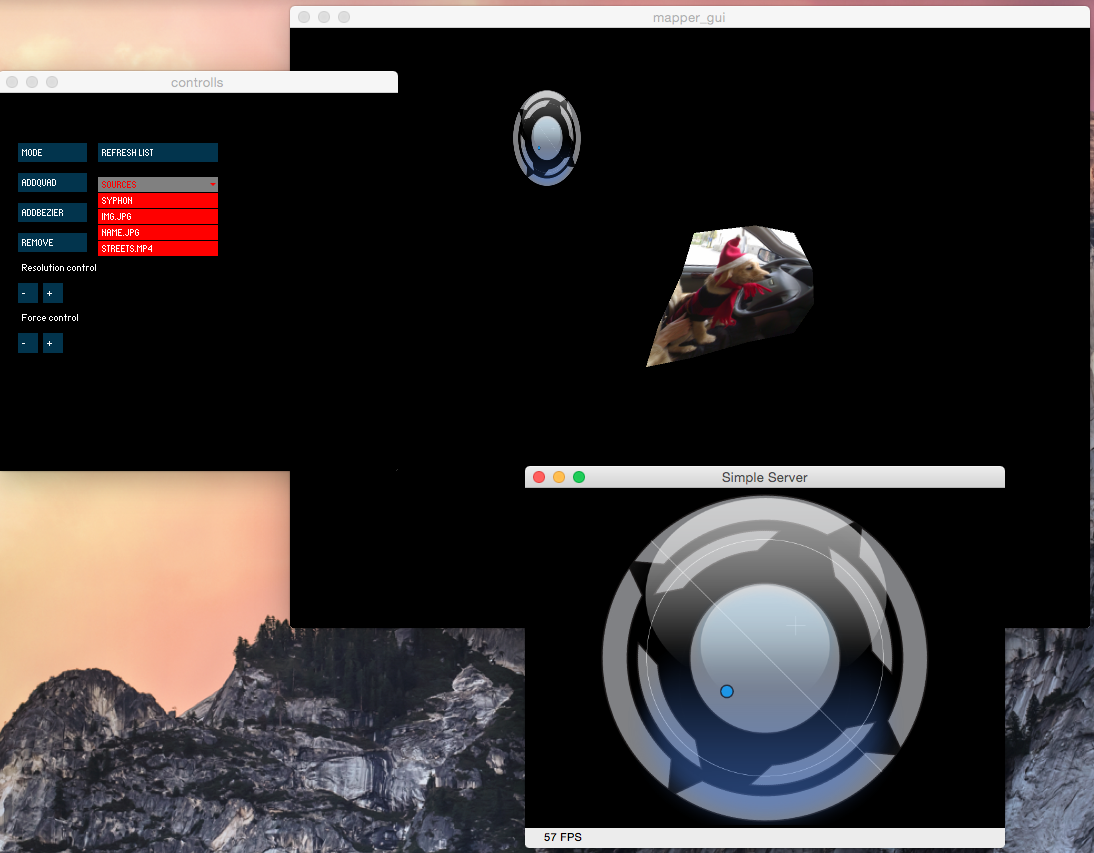 mapper_gui
controlls
MODE
REFRESH LIST
ADDQUAD
SOURCES
SYPHON
ADDBEZIER
IMG.JPG
NAME.JPG
REMOVE
STREETS.MP4
Resolution control
- +
Force control
- +
Simple Server
57 FPS